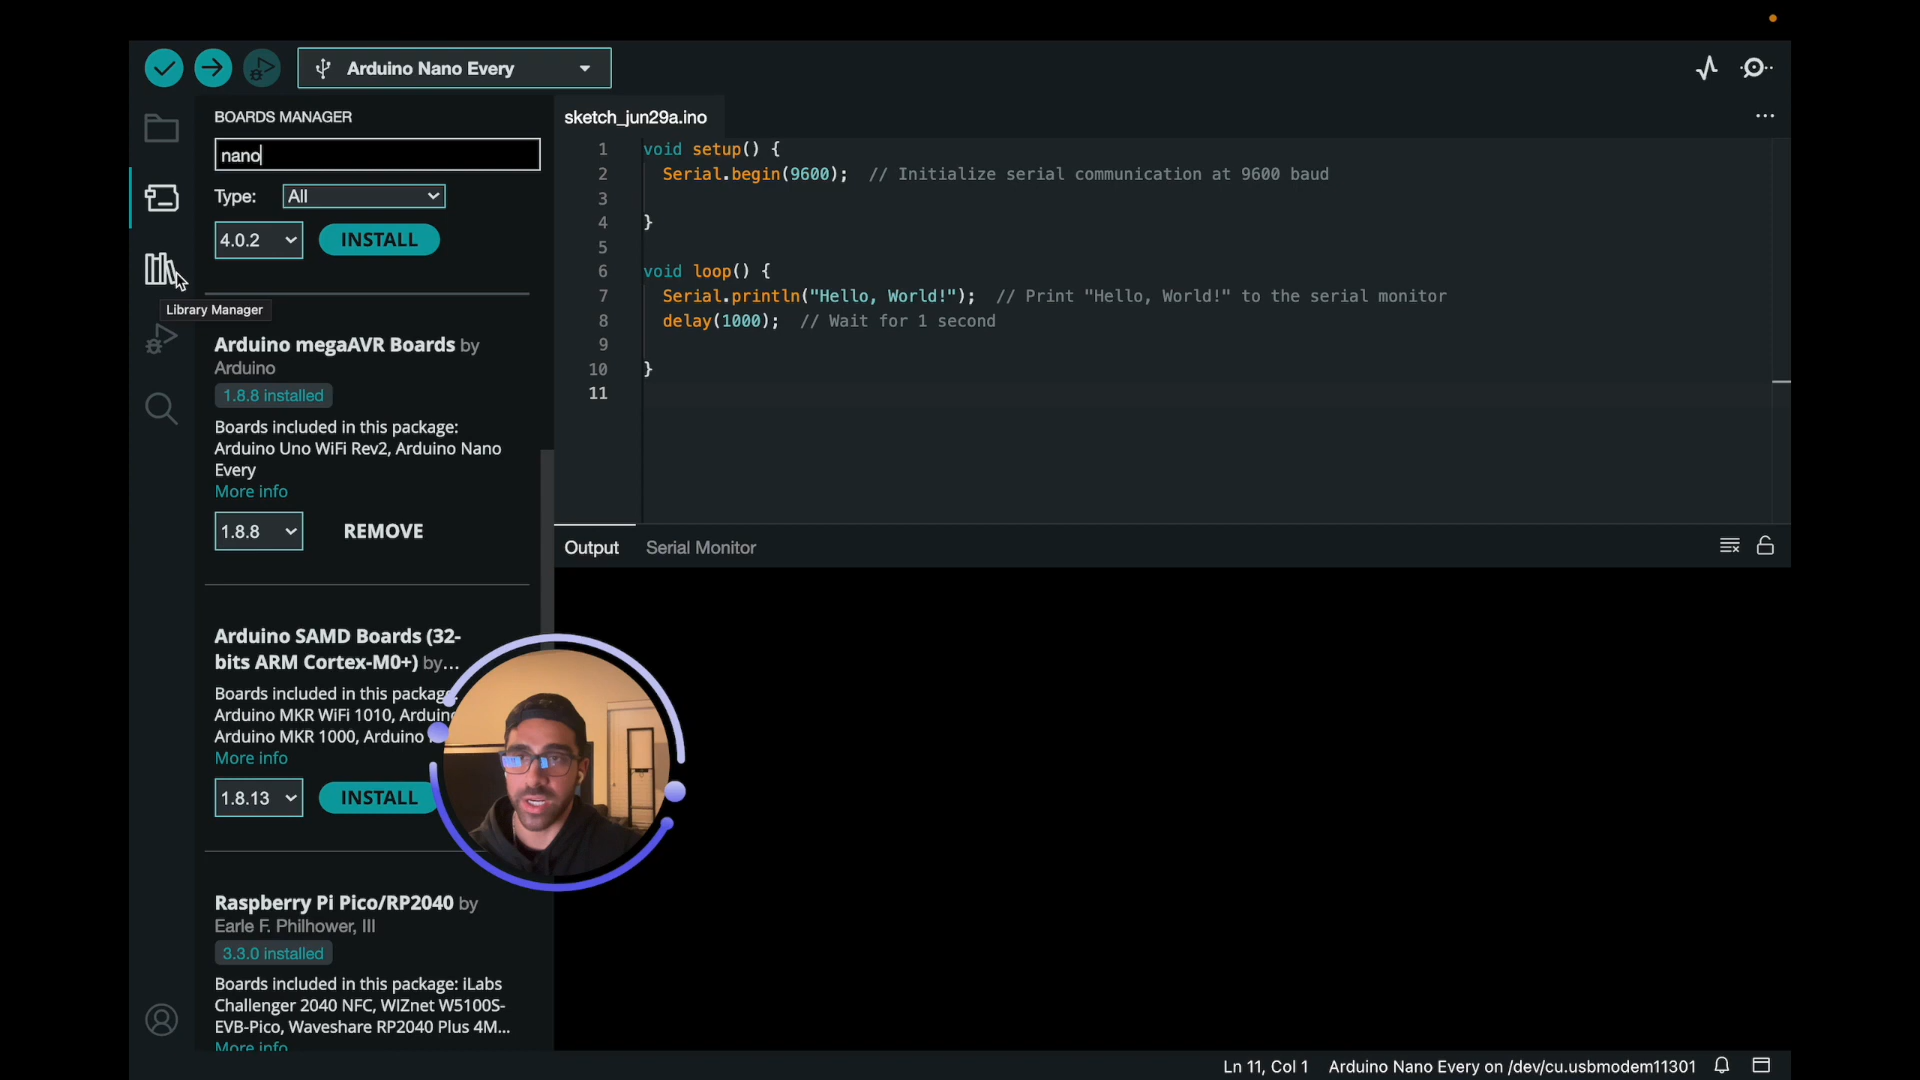 Arduino Nano Every
BOARDS MANAGER
nano
Type: All
4.0.2 INSTALL
Library Manager
Arduino megaAVR Boards by
Arduino
1.8.8 installed
Boards included in this package:
Arduino Uno WiFi Rev2, Arduino Nano
Every
More info
1.8.8 REMOVE
Arduino SAMD Boards (32-
bits ARM Cortex-M0+) by...
Boards included in this package
Arduino MKR WiFi 1010,
Arduino MKR 1000, Arduino
More info
1.8.13 INSTALL
Raspberry Pi Pico/RP2040 by
Earle F. Philhower, III
3.3.0 installed
Boards included in this package: iLabs
Challenger 2040 NFC, WIZnet W5100S-
EVB-Pico, Waveshare RP2040 Plus 4M...
More info
sketch_jun29a.ino
1 void setup() {
2 Serial.begin(9600); // Initialize serial communication at 9600 baud
3
4 }
5
6 void loop() {
7 Serial.println("Hello, World!"); // Print "Hello, World!" to the serial monitor
8 delay(1000); // Wait for 1 second
9
10 }
11
Output Serial Monitor
Ln 11, Col 1 Arduino Nano Every on /dev/cu.usbmodem11301